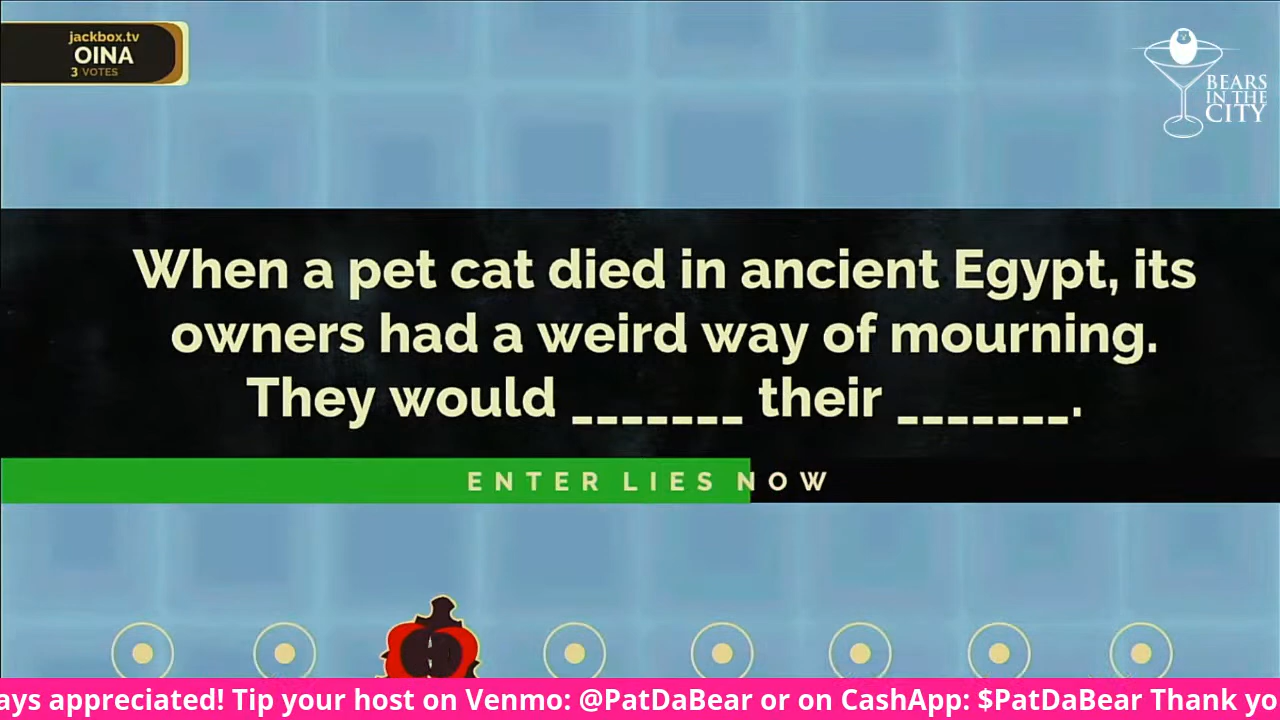 jackbox.tv
OINA
3 VOTES
BEARS
IN THE
CITY
When a pet cat died in ancient Egypt, its
owners had a weird way of mourning.
They would _______ their _______.
ENTER LIES NOW
ays appreciated! Tip your host on Venmo: @PatDaBear or on CashApp: $PatDaBear Thank yo